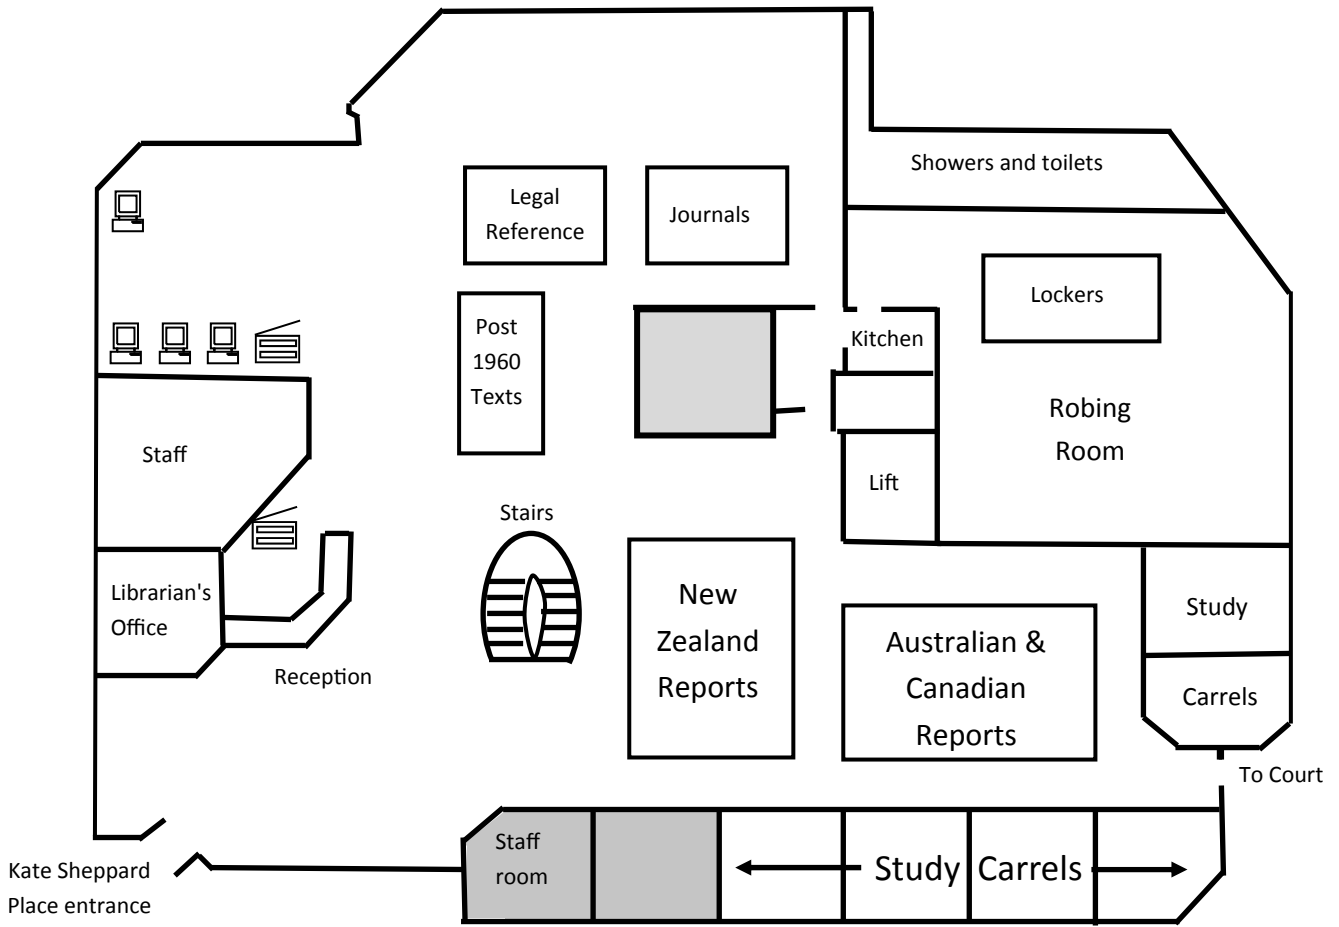 Showers and toilets
Legal
Reference
Journals
Lockers
Post
1960
Texts
Kitchen
Robing
Room
Staff
Lift
Stairs
Librarian's
Office
New
Zealand
Reports
Study
Australian &
Canadian
Reports
Reception
Carrels
To Court
Staff
room
Study Carrels
Kate Sheppard
Place entrance